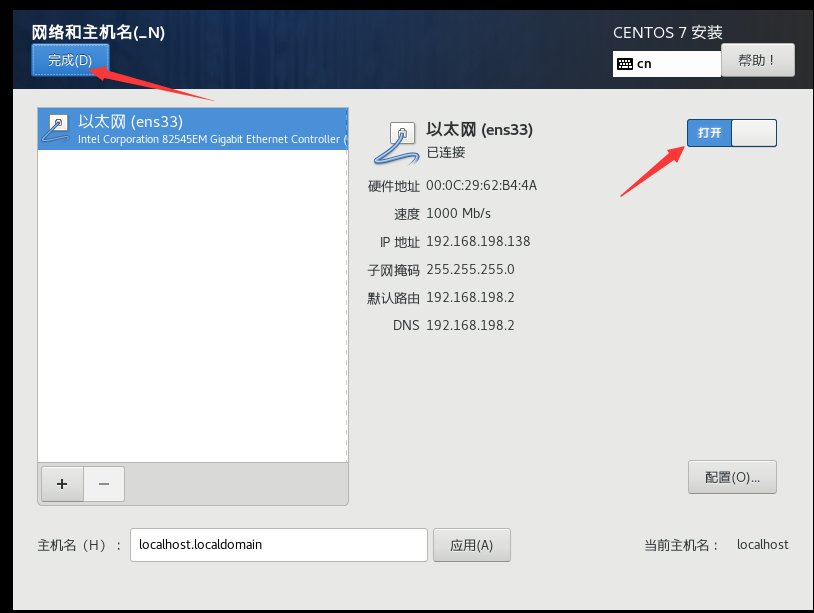 网络和主机名(_N)
CENTOS 7 安装
完成(D)
cn
帮助！
以太网 (ens33)
Intel Corporation 82545EM Gigabit Ethernet Controller (
以太网 (ens33)
已连接
打开
硬件地址 00:0C:29:62:B4:4A
速度 1000 Mb/s
IP 地址 192.168.198.138
子网掩码 255.255.255.0
默认路由 192.168.198.2
DNS 192.168.198.2
+ −
配置(O)...
主机名（H）： localhost.localdomain 应用(A) 当前主机名： localhost